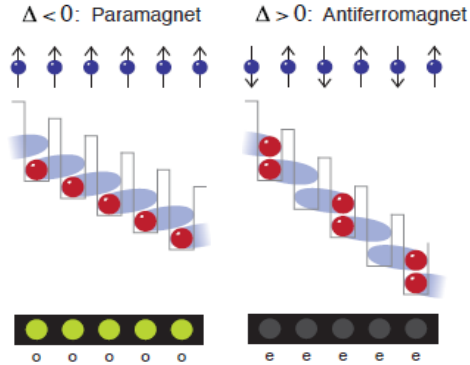 Δ < 0: Paramagnet
Δ > 0: Antiferromagnet
o o o o o
e e e e e